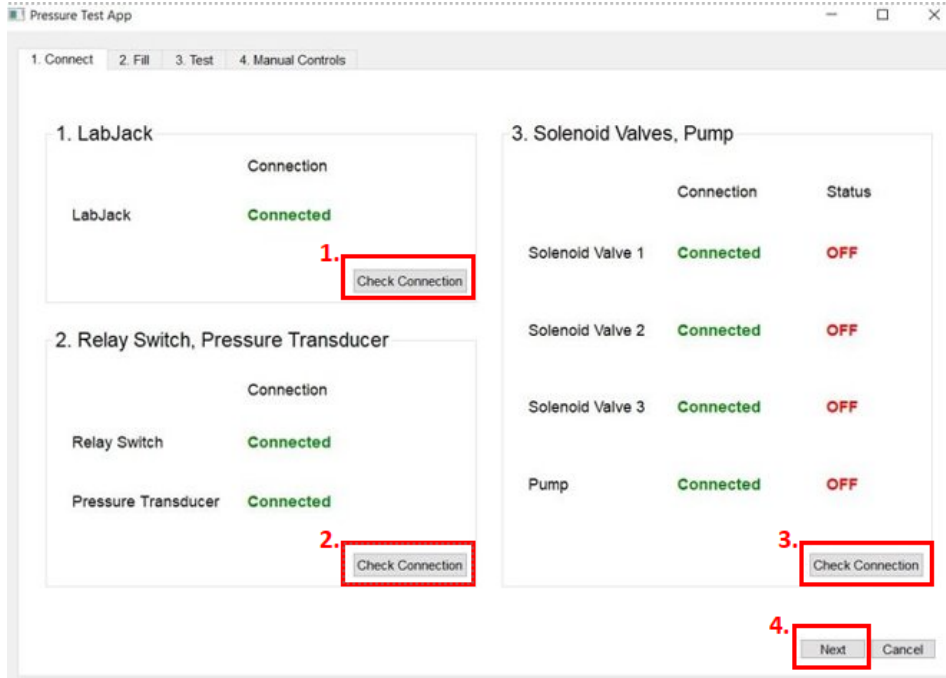 Pressure Test App
1. Connect 2. Fill 3. Test 4. Manual Controls
1. LabJack
Connection
LabJack Connected
1.
Check Connection
2. Relay Switch, Pressure Transducer
Connection
Relay Switch Connected
Pressure Transducer Connected
2.
Check Connection
3. Solenoid Valves, Pump
Connection Status
Solenoid Valve 1 Connected OFF
Solenoid Valve 2 Connected OFF
Solenoid Valve 3 Connected OFF
Pump Connected OFF
3.
Check Connection
4.
Next Cancel